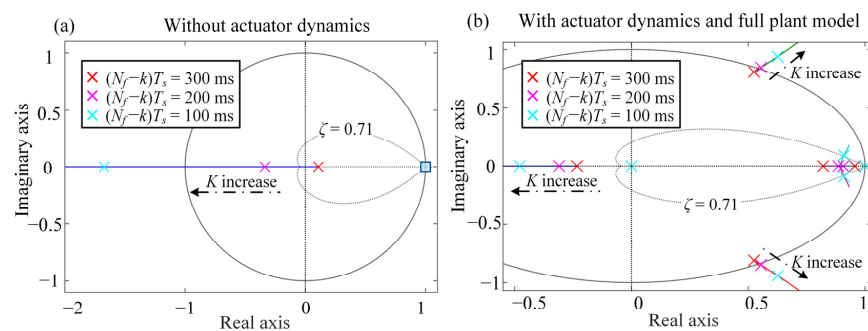 (a)
Without actuator dynamics
1
0.5
0
−0.5
−1
−2
−1
0
1
Imaginary axis
Real axis
(N_f−k)T_s = 300 ms
(N_f−k)T_s = 200 ms
(N_f−k)T_s = 100 ms
ζ = 0.71
K increase
(b)
With actuator dynamics and full plant model
1
0.5
0
−0.5
−1
−0.5
0
0.5
1
Imaginary axis
Real axis
(N_f−k)T_s = 300 ms
(N_f−k)T_s = 200 ms
(N_f−k)T_s = 100 ms
K increase
K increase
ζ = 0.71
K increase